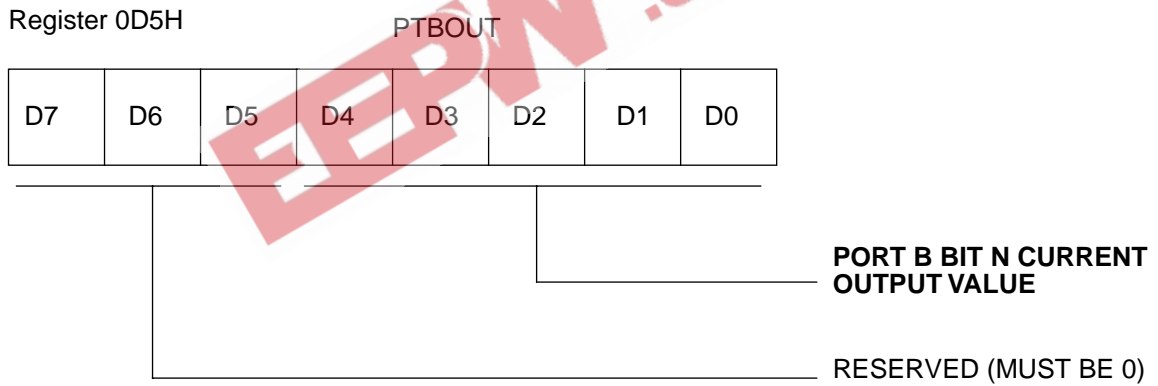 Register 0D5H
PTBOUT
D7 D6 D5 D4 D3 D2 D1 D0
PORT B BIT N CURRENT
OUTPUT VALUE
RESERVED (MUST BE 0)
EEPW